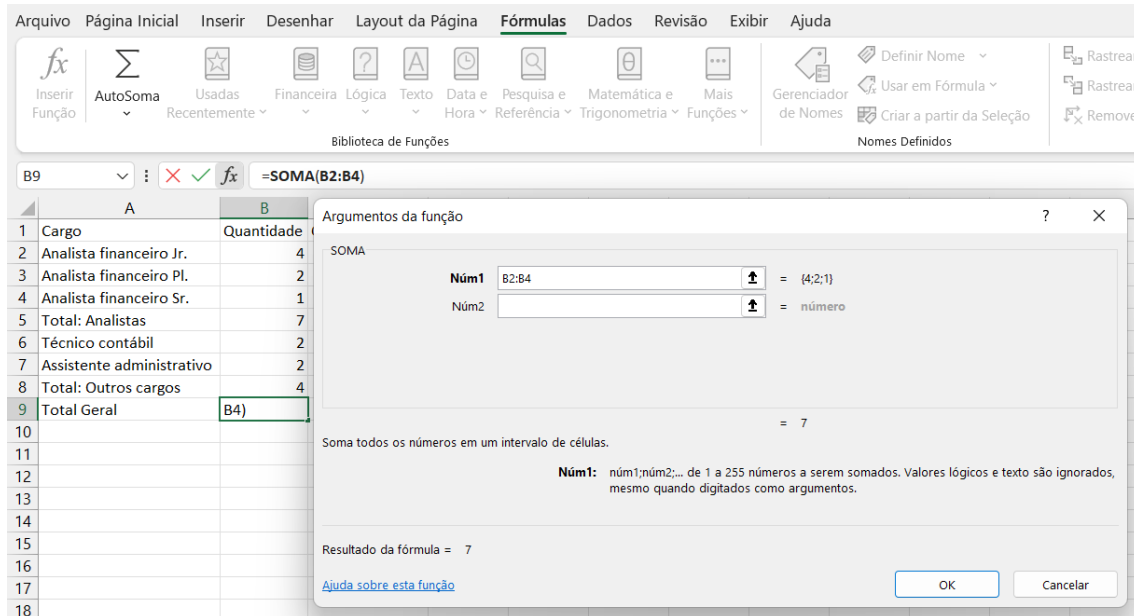 Arquivo Página Inicial Inserir Desenhar Layout da Página Fórmulas Dados Revisão Exibir Ajuda
fx Inserir Função
AutoSoma
Usadas Recentemente
Financeira
Lógica
Texto
Data e Hora
Pesquisa e Referência
Matemática e Trigonometria
Mais Funções
Biblioteca de Funções
Gerenciador de Nomes
Definir Nome
Usar em Fórmula
Criar a partir da Seleção
Nomes Definidos
B9 fx =SOMA(B2:B4)
A B
1 Cargo Quantidade
2 Analista financeiro Jr. 4
3 Analista financeiro Pl. 2
4 Analista financeiro Sr. 1
5 Total: Analistas 7
6 Técnico contábil 2
7 Assistente administrativo 2
8 Total: Outros cargos 4
9 Total Geral B4)
10
11
12
13
14
15
16
17
18
Argumentos da função ?
SOMA
Núm1 B2:B4 = {4;2;1}
Núm2 = número
= 7
Soma todos os números em um intervalo de células.
Núm1: núm1;núm2;... de 1 a 255 números a serem somados. Valores lógicos e texto são ignorados,
mesmo quando digitados como argumentos.
Resultado da fórmula = 7
Ajuda sobre esta função
OK Cancelar